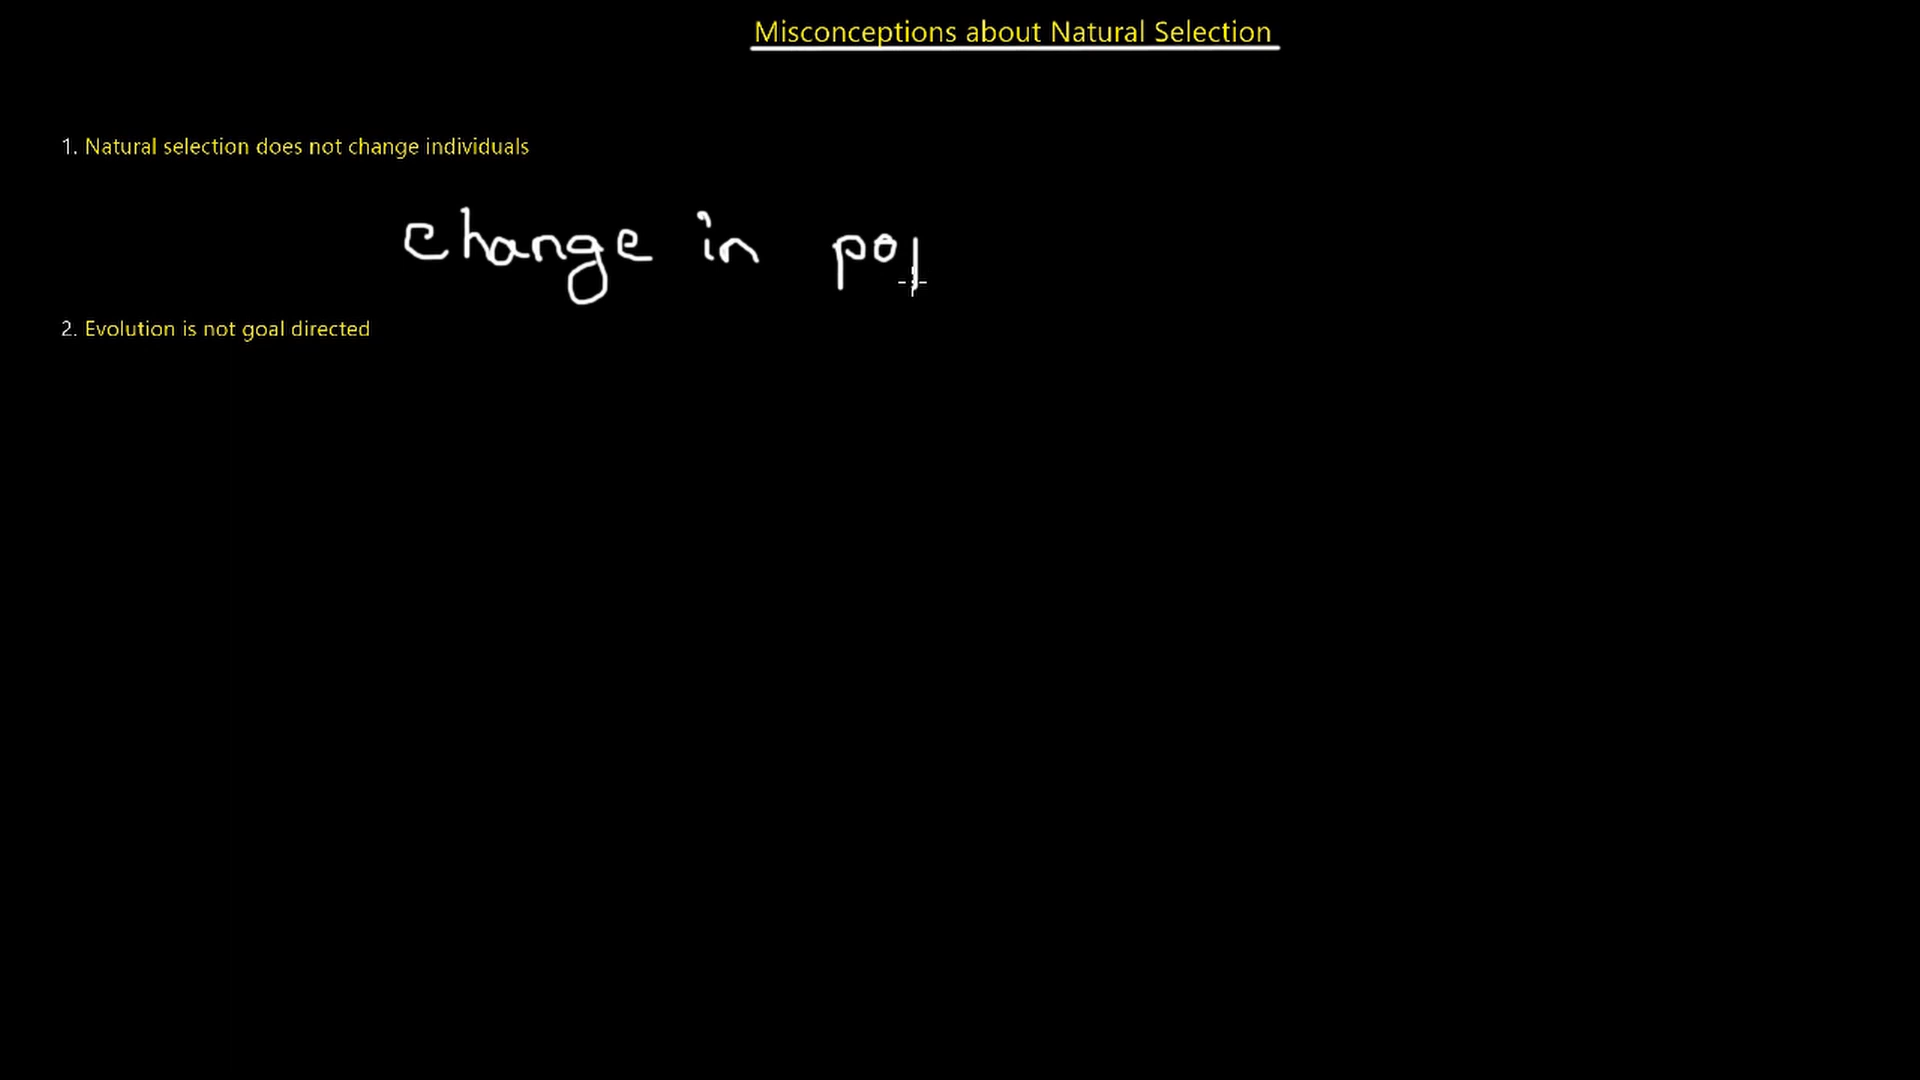 Misconceptions about Natural Selection
1. Natural selection does not change individuals
change in
2. Evolution is not goal directed